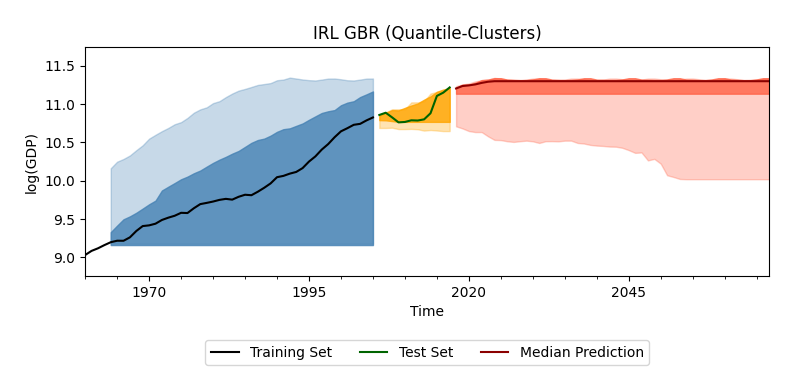 IRL GBR (Quantile-Clusters)
11.5
11.0
10.5
10.0
9.5
9.0
log(GDP)
1970 1995 2020 2045
Time
Training Set Test Set Median Prediction